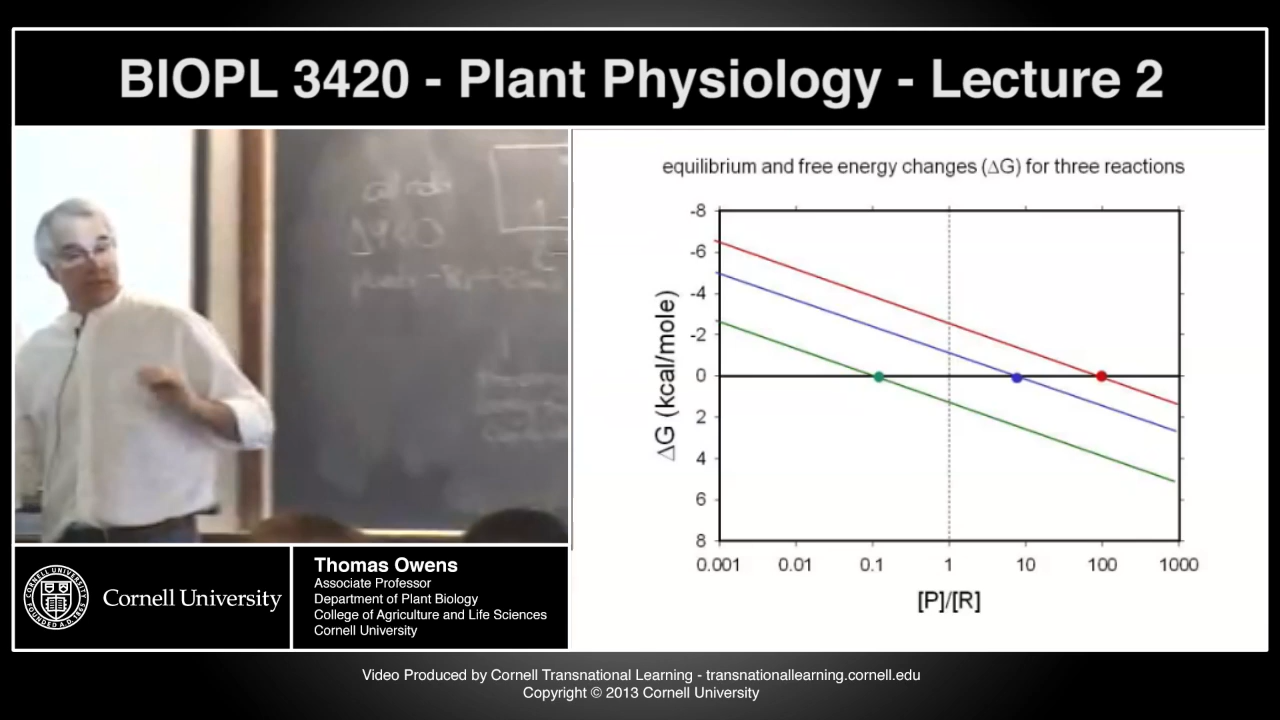 BIOPL 3420 - Plant Physiology - Lecture 2
equilibrium and free energy changes (ΔG) for three reactions
-8
-6
-4
-2
0
2
4
6
8
ΔG (kcal/mole)
0.001 0.01 0.1 1 10 100 1000
[P]/[R]
Cornell University
Thomas Owens
Associate Professor
Department of Plant Biology
College of Agriculture and Life Sciences
Cornell University
Video Produced by Cornell Transnational Learning - transnationallearning.cornell.edu
Copyright © 2013 Cornell University